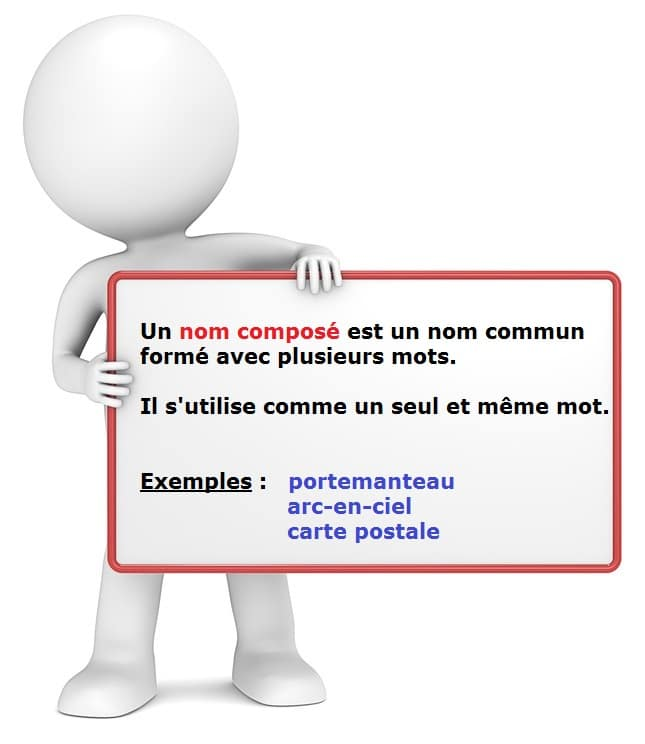 Un nom composé est un nom commun
formé avec plusieurs mots.
Il s'utilise comme un seul et même mot.
Exemples : portemanteau
arc-en-ciel
carte postale